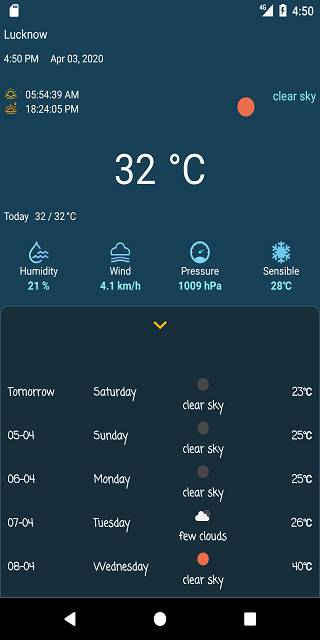 4G 4:50
Lucknow
4:50 PM Apr 03, 2020
05:54:39 AM
18:24:05 PM
clear sky
32 °C
Today 32 / 32 °C
Humidity Wind Pressure Sensible
21 % 4.1 km/h 1009 hPa 28°C
Tomorrow Saturday 23°C
clear sky
05-04 Sunday 25°C
clear sky
06-04 Monday 25°C
clear sky
07-04 Tuesday 26°C
few clouds
08-04 Wednesday 40°C
clear sky